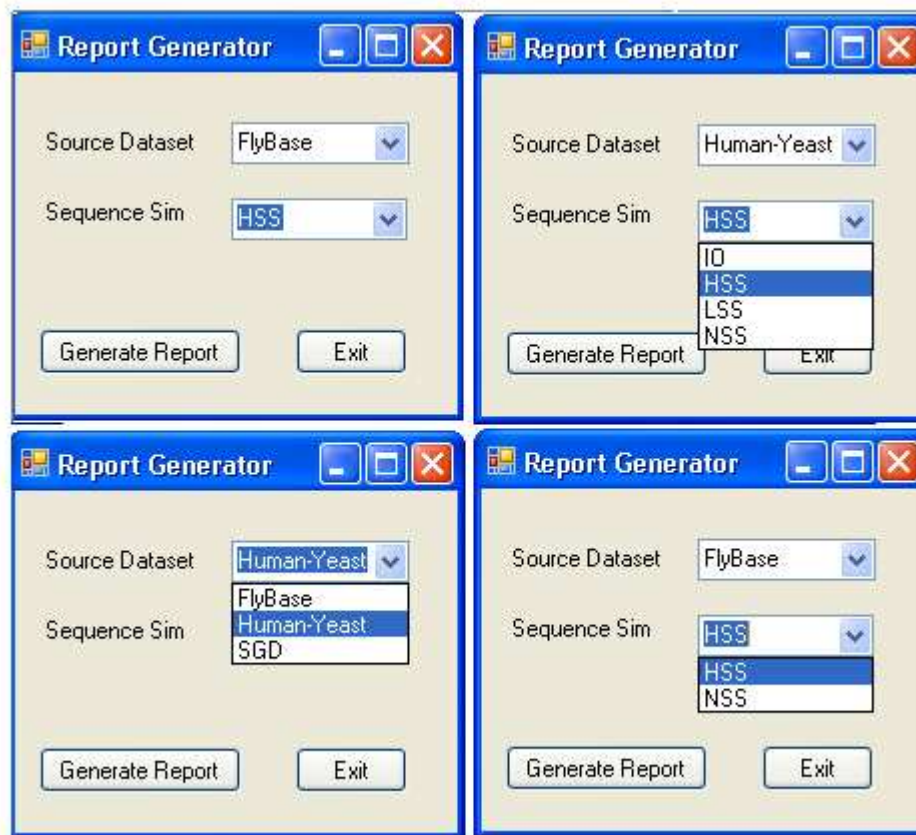 Report Generator
Source Dataset FlyBase
Sequence Sim HSS
Generate Report Exit
Report Generator
Source Dataset Human-Yeast
Sequence Sim HSS
IO
HSS
LSS
NSS
Generate Report Exit
Report Generator
Source Dataset Human-Yeast
FlyBase
Sequence Sim Human-Yeast
SGD
Generate Report Exit
Report Generator
Source Dataset FlyBase
Sequence Sim HSS
HSS
NSS
Generate Report Exit